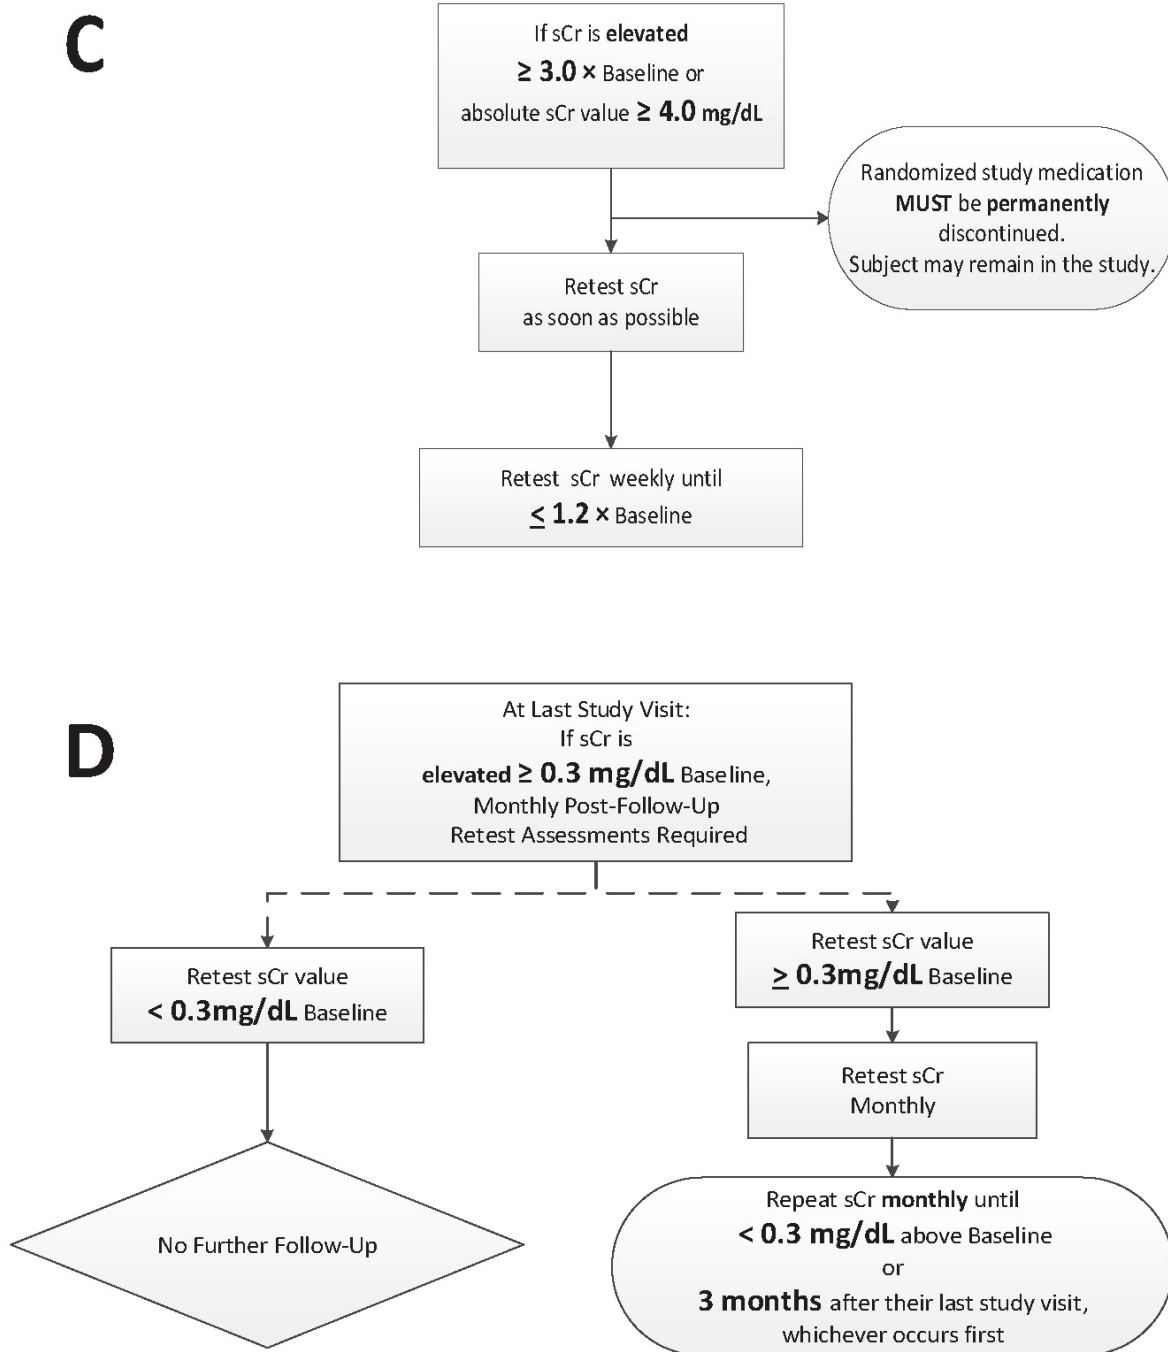 C
If sCr is elevated
≥ 3.0 × Baseline or
absolute sCr value ≥ 4.0 mg/dL
Randomized study medication
MUST be permanently
discontinued.
Subject may remain in the study.
Retest sCr
as soon as possible
Retest sCr weekly until
≤ 1.2 × Baseline
D
At Last Study Visit:
If sCr is
elevated ≥ 0.3 mg/dL Baseline,
Monthly Post-Follow-Up
Retest Assessments Required
Retest sCr value
< 0.3mg/dL Baseline
No Further Follow-Up
Retest sCr value
≥ 0.3mg/dL Baseline
Retest sCr
Monthly
Repeat sCr monthly until
< 0.3 mg/dL above Baseline
or
3 months after their last study visit,
whichever occurs first